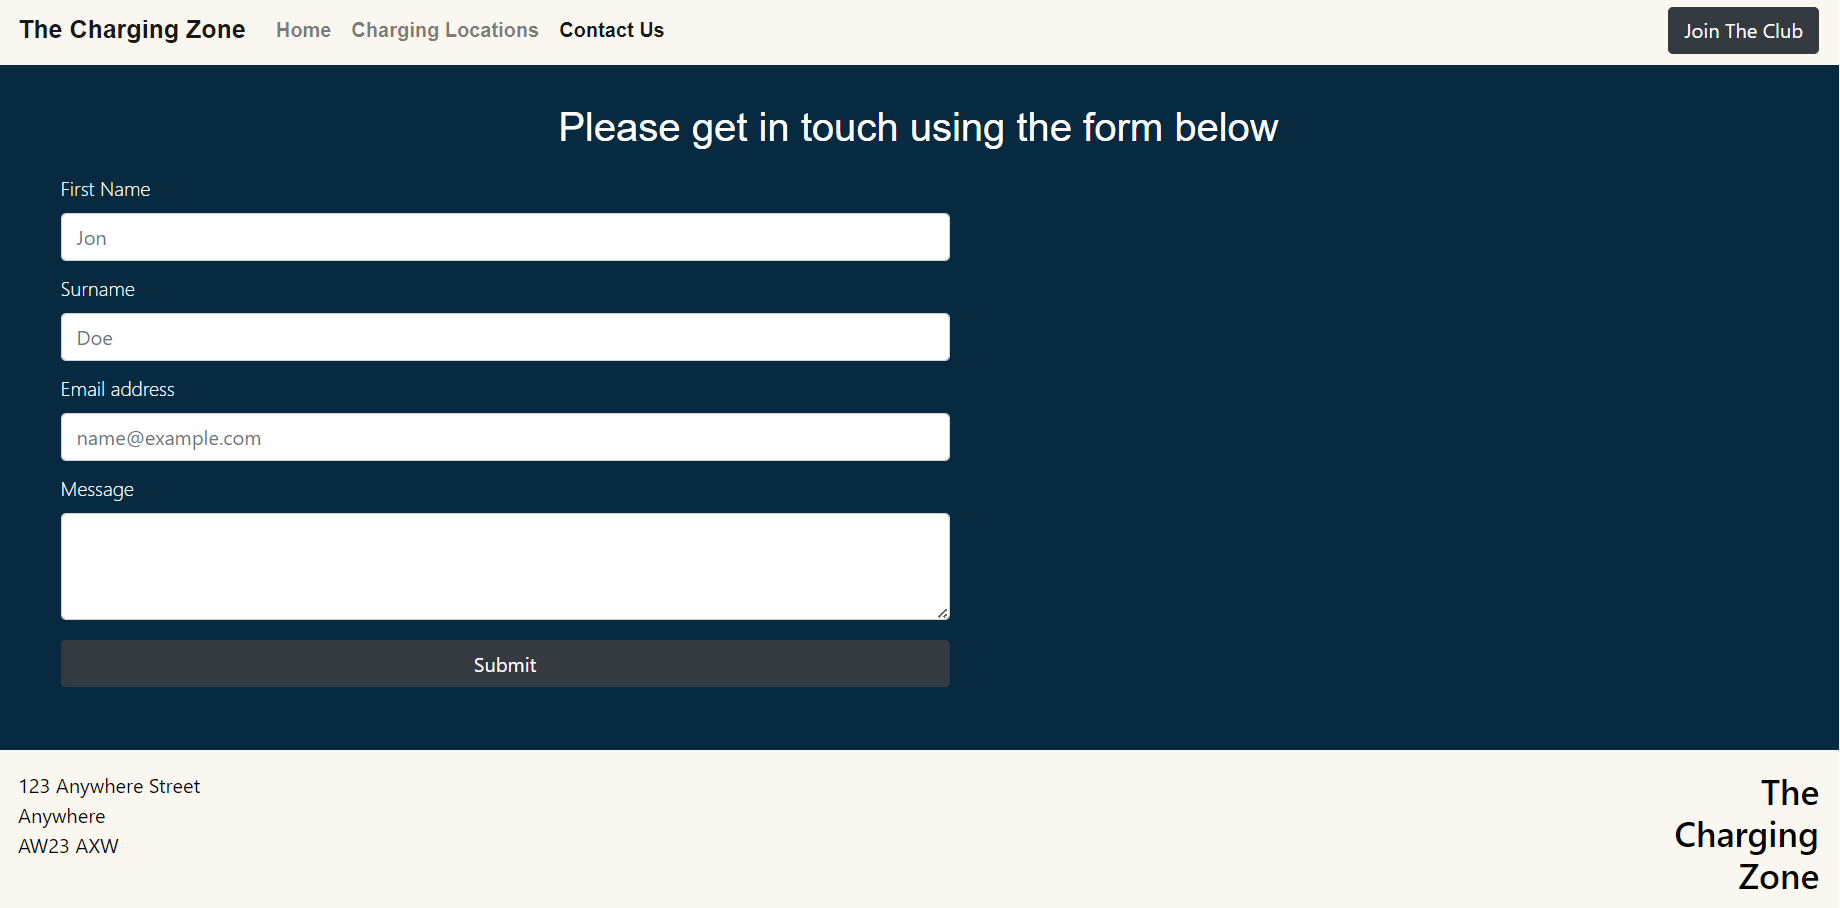 The Charging Zone Home Charging Locations Contact Us Join The Club
Please get in touch using the form below
First Name
Jon
Surname
Doe
Email address
name@example.com
Message
Submit
123 Anywhere Street
Anywhere
AW23 AXW
The
Charging
Zone